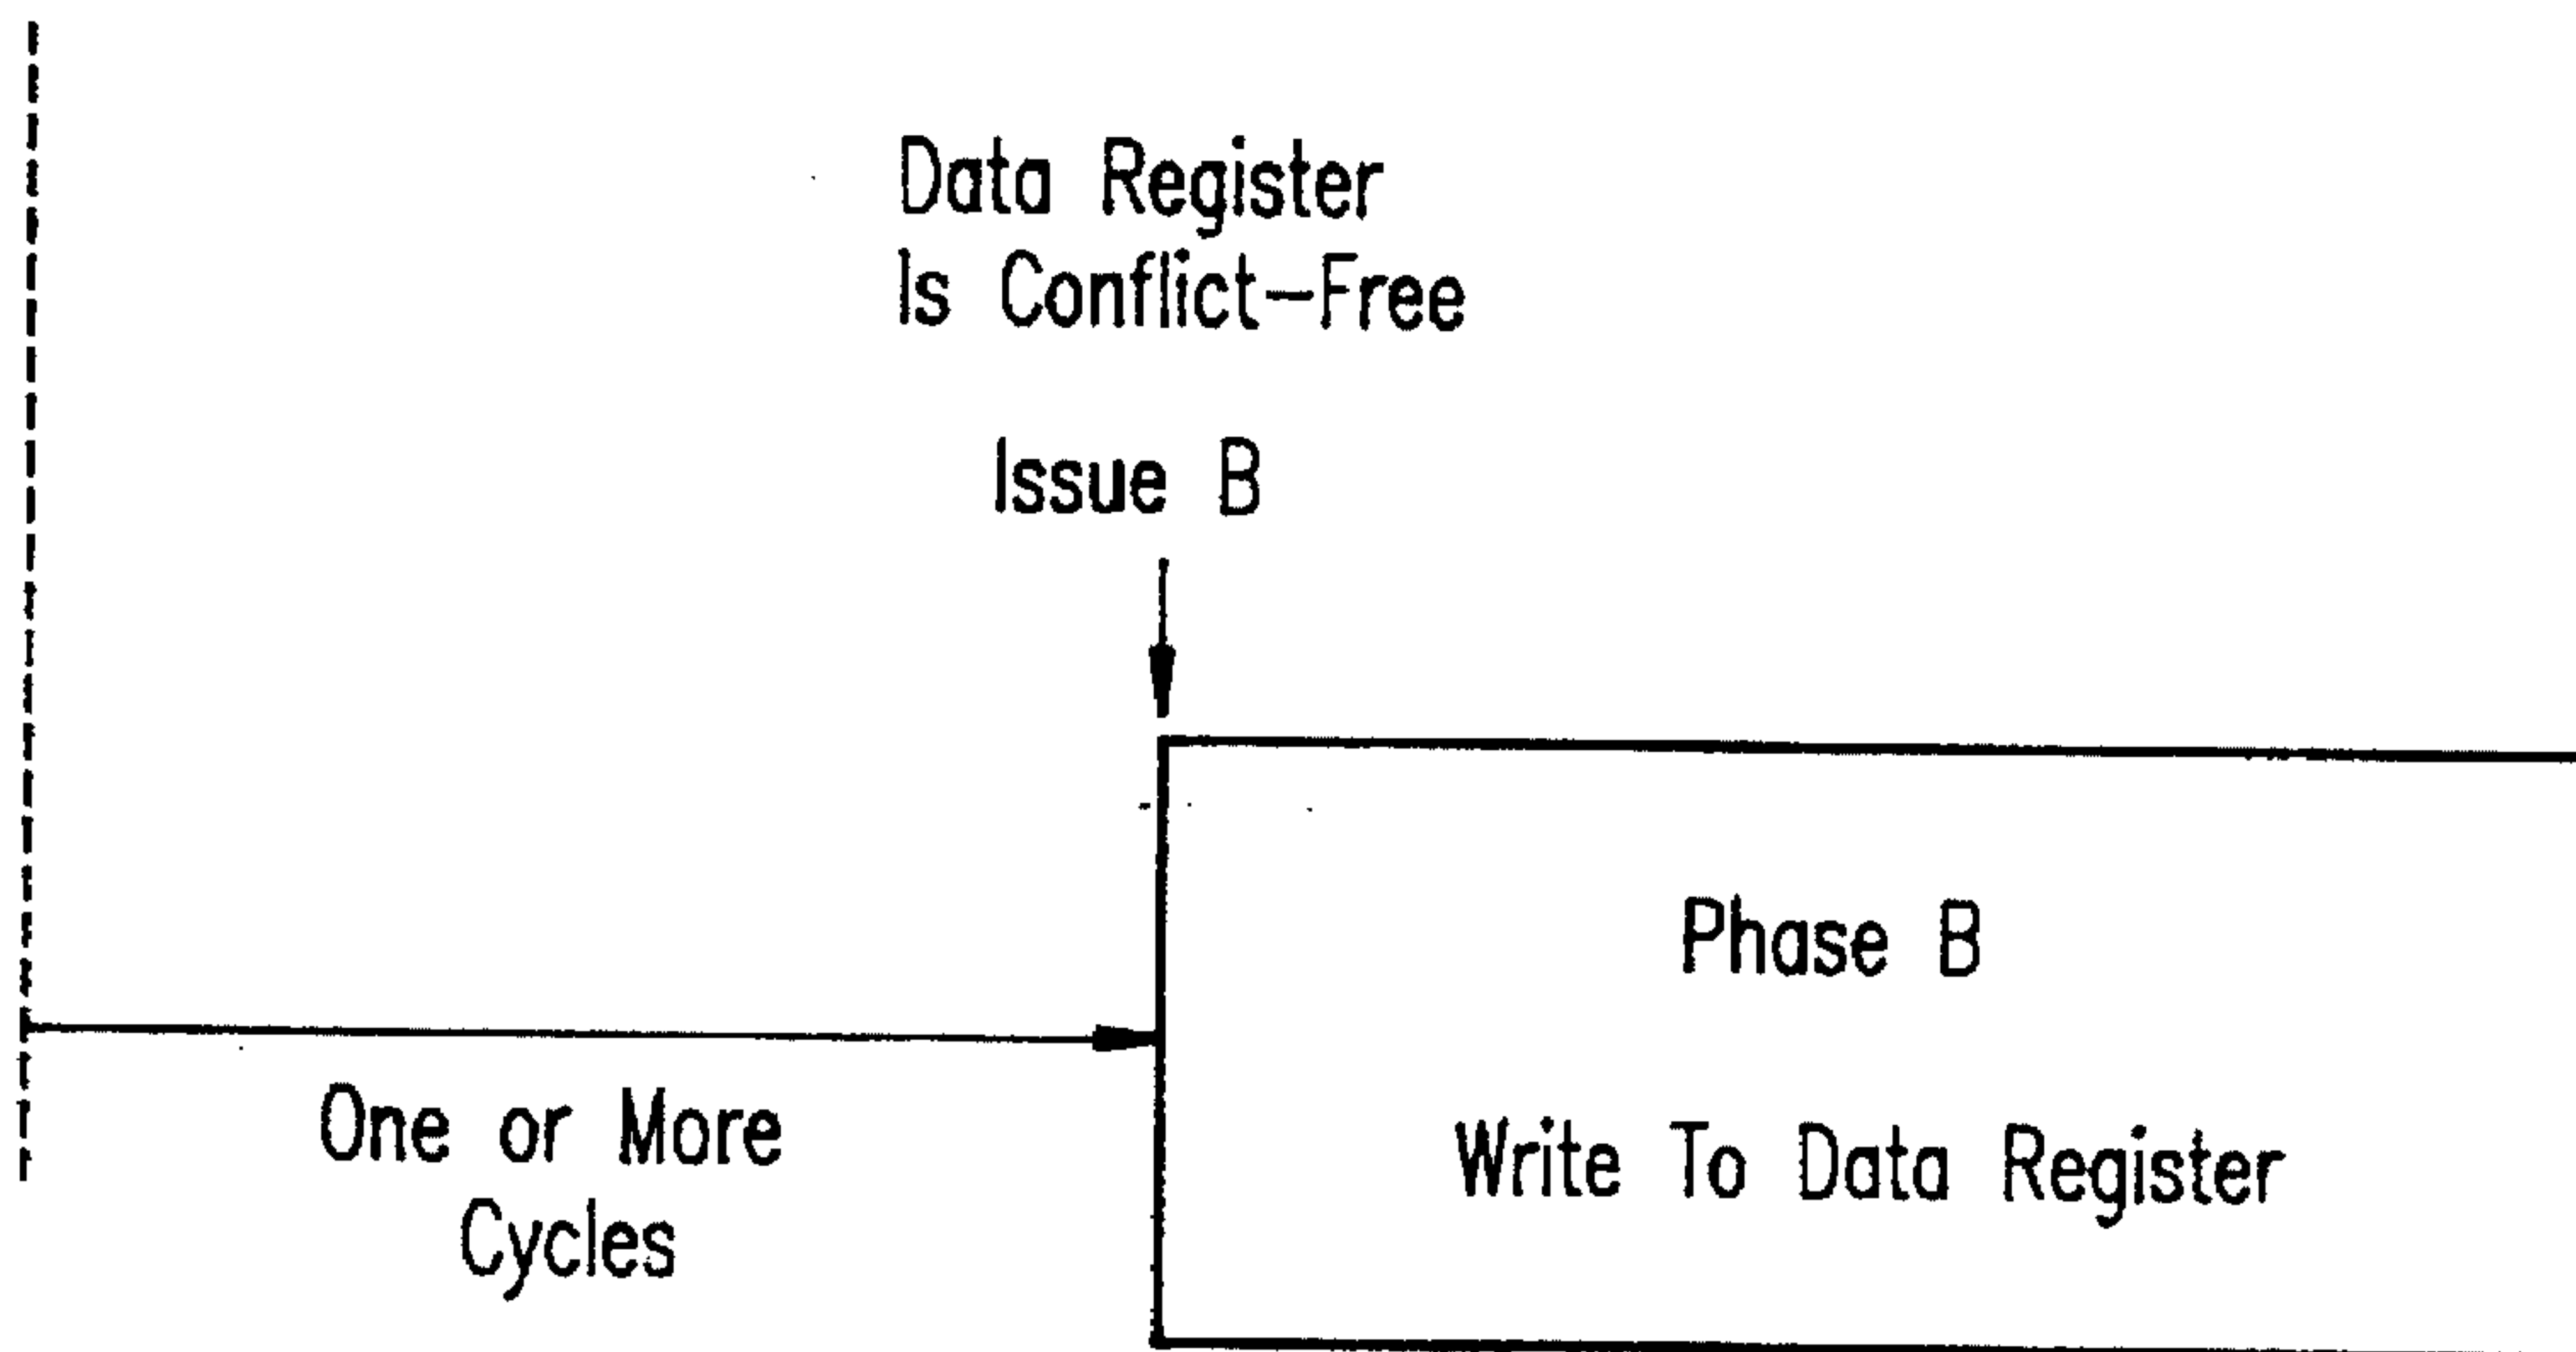 Data Register
Is Conflict-Free
Issue B
Phase B
One or More
Cycles
Write To Data Register